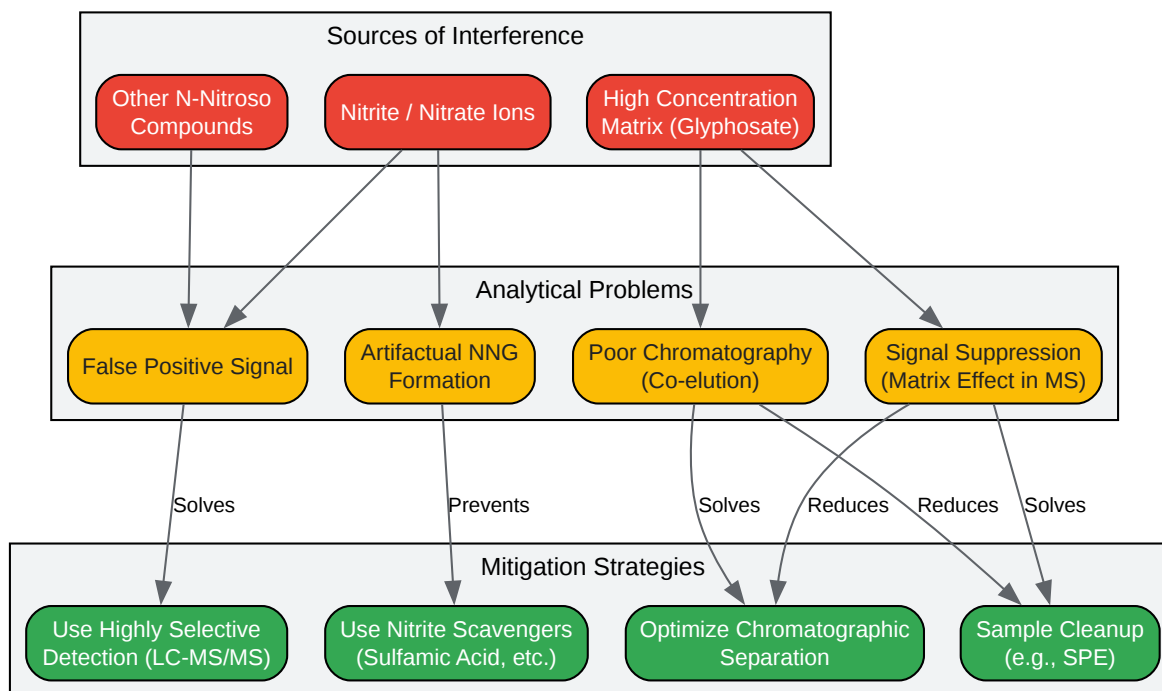 Sources of Interference
Other N-Nitroso
Compounds
Nitrite / Nitrate Ions
High Concentration
Matrix (Glyphosate)
Analytical Problems
False Positive Signal
Artifactual NNG
Formation
Poor Chromatography
(Co-elution)
Signal Suppression
(Matrix Effect in MS)
Solves
Prevents
Solves
Reduces
Reduces
Solves
Mitigation Strategies
Use Highly Selective
Detection (LC-MS/MS)
Use Nitrite Scavengers
(Sulfamic Acid, etc.)
Optimize Chromatographic
Separation
Sample Cleanup
(e.g., SPE)